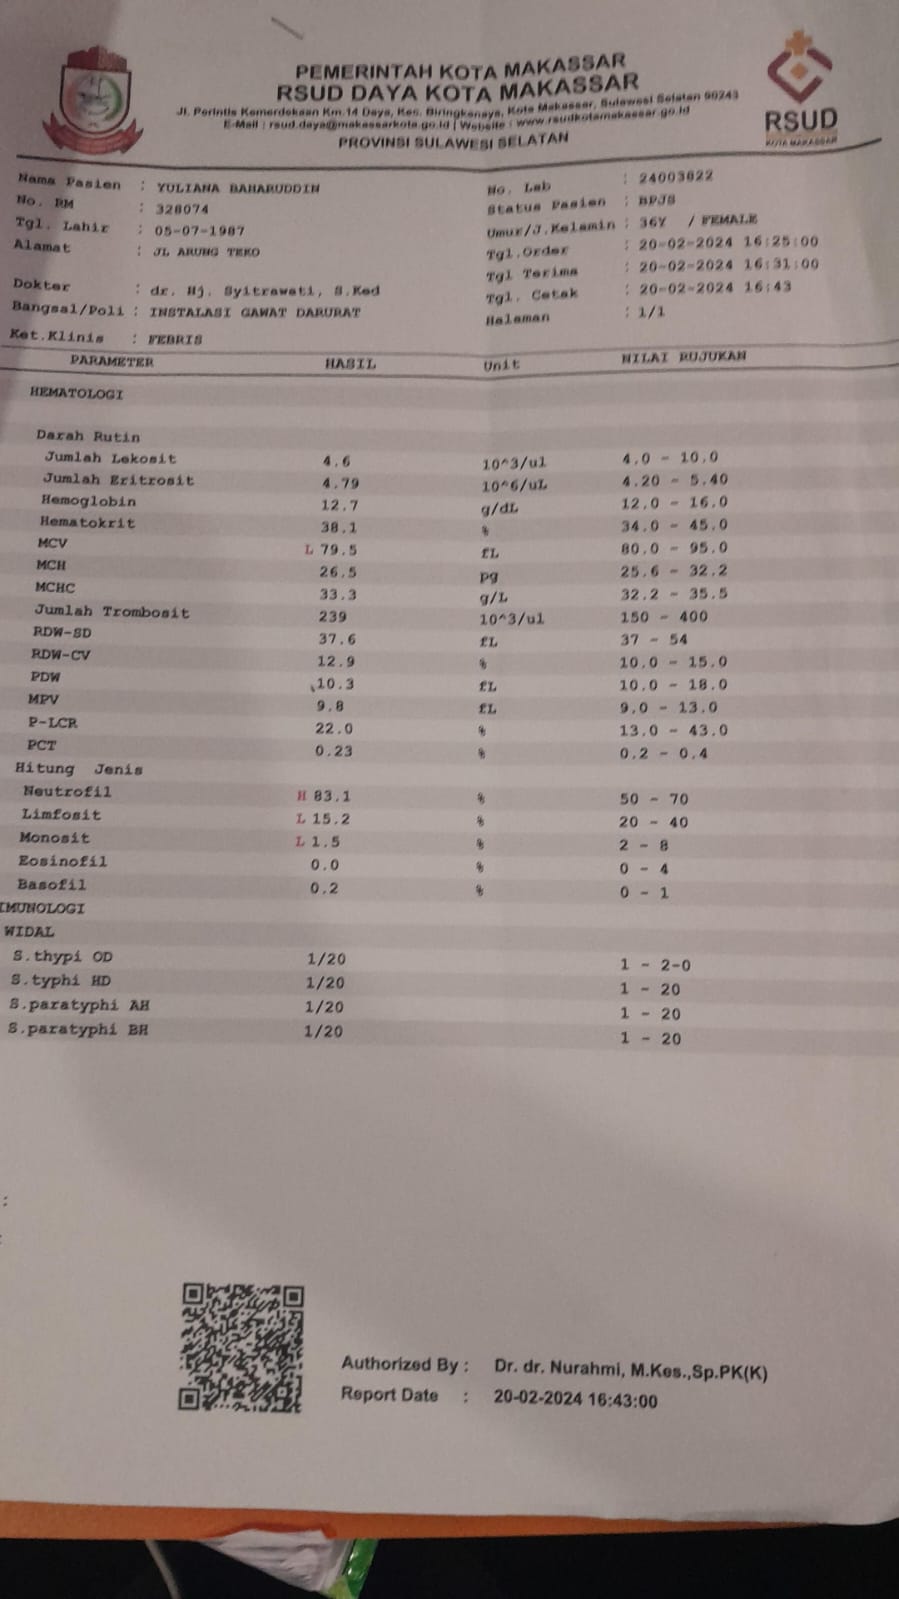 PEMERINTAH KOTA MAKASSAR
RSUD DAYA KOTA MAKASSAR
Jl. Perintis Kemerdekaan Km.14 Daya, Kec. Biringkanaya, Kota Makassar, Sulawesi Selatan 90243
E-Mail : rsud.daya@makassarkota.go.id | Website : www.rsudkotamakassar.go.id
PROVINSI SULAWESI SELATAN
RSUD
KOTA MAKASSAR
Nama Pasien : YULIANA BAHARUDDIN
No. RM : 328074
Tgl. Lahir : 05-07-1987
Alamat : JL ARUNG TEKO
Dokter : dr. Hj. Syitrawati, S.Ked
Bangsal/Poli : INSTALASI GAWAT DARURAT
Ket.Klinis : FEBRIS
No. Lab : 24003822
Status Pasien : BPJS
Umur/J.Kelamin : 36Y / FEMALE
Tgl.Order : 20-02-2024 16:25:00
Tgl Terima : 20-02-2024 16:31:00
Tgl. Cetak : 20-02-2024 16:43
Halaman : 1/1
PARAMETER HASIL Unit NILAI RUJUKAN
HEMATOLOGI
Darah Rutin
Jumlah Lekosit 4.6 10^3/ul 4.0 - 10.0
Jumlah Eritrosit 4.79 10^6/uL 4.20 - 5.40
Hemoglobin 12.7 g/dL 12.0 - 16.0
Hematokrit 38.1 % 34.0 - 45.0
MCV L 79.5 fL 80.0 - 95.0
MCH 26.5 pg 25.6 - 32.2
MCHC 33.3 g/L 32.2 - 35.5
Jumlah Trombosit 239 10^3/ul 150 - 400
RDW-SD 37.6 fL 37 - 54
RDW-CV 12.9 % 10.0 - 15.0
PDW 10.3 fL 10.0 - 18.0
MPV 9.8 fL 9.0 - 13.0
P-LCR 22.0 % 13.0 - 43.0
PCT 0.23 % 0.2 - 0.4
Hitung Jenis
Neutrofil H 83.1 % 50 - 70
Limfosit L 15.2 % 20 - 40
Monosit L 1.5 % 2 - 8
Eosinofil 0.0 % 0 - 4
Basofil 0.2 % 0 - 1
IMUNOLOGI
WIDAL
S.thypi OD 1/20 1 - 2-0
S.typhi HD 1/20 1 - 20
S.paratyphi AH 1/20 1 - 20
S.paratyphi BH 1/20 1 - 20
:
Authorized By : Dr. dr. Nurahmi, M.Kes.,Sp.PK(K)
Report Date : 20-02-2024 16:43:00